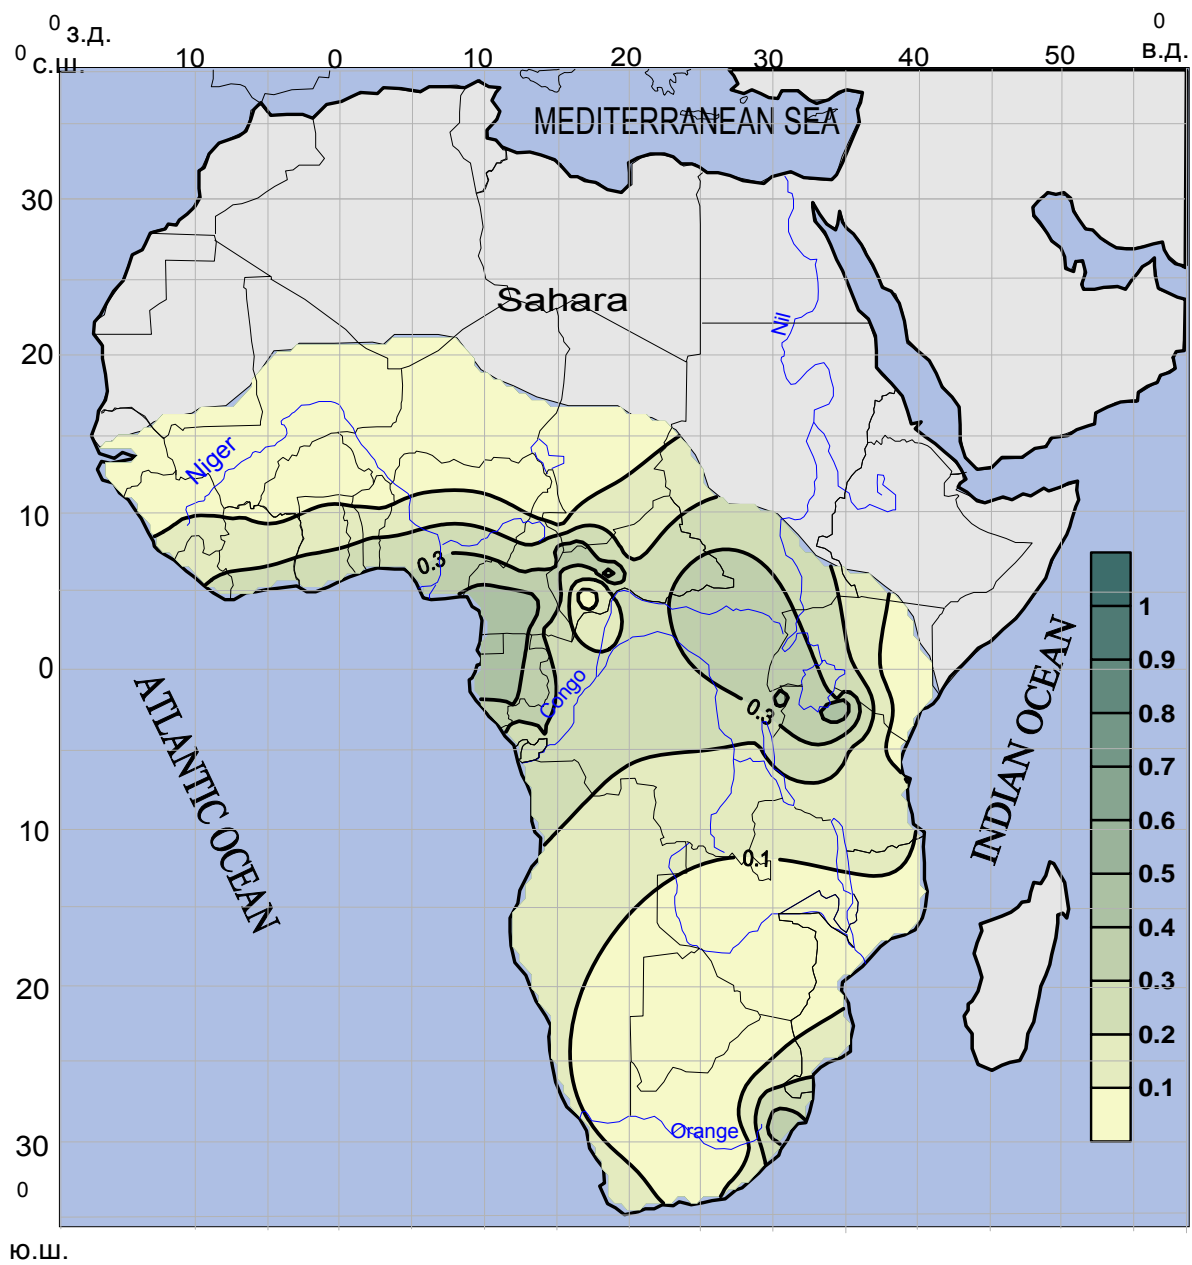 0 з.д.
0
0 с.ш.
10
0
10
20
30
40
50
в.д.
MEDITERRANEAN SEA
30
Sahara
Nil
20
Niger
10
0.3
1
0
0.9
ATLANTIC OCEAN
Congo
0.3
INDIAN OCEAN
0.8
0.7
10
0.6
0.1
0.5
0.4
20
0.3
0.2
0.1
Orange
30
0
ю.ш.